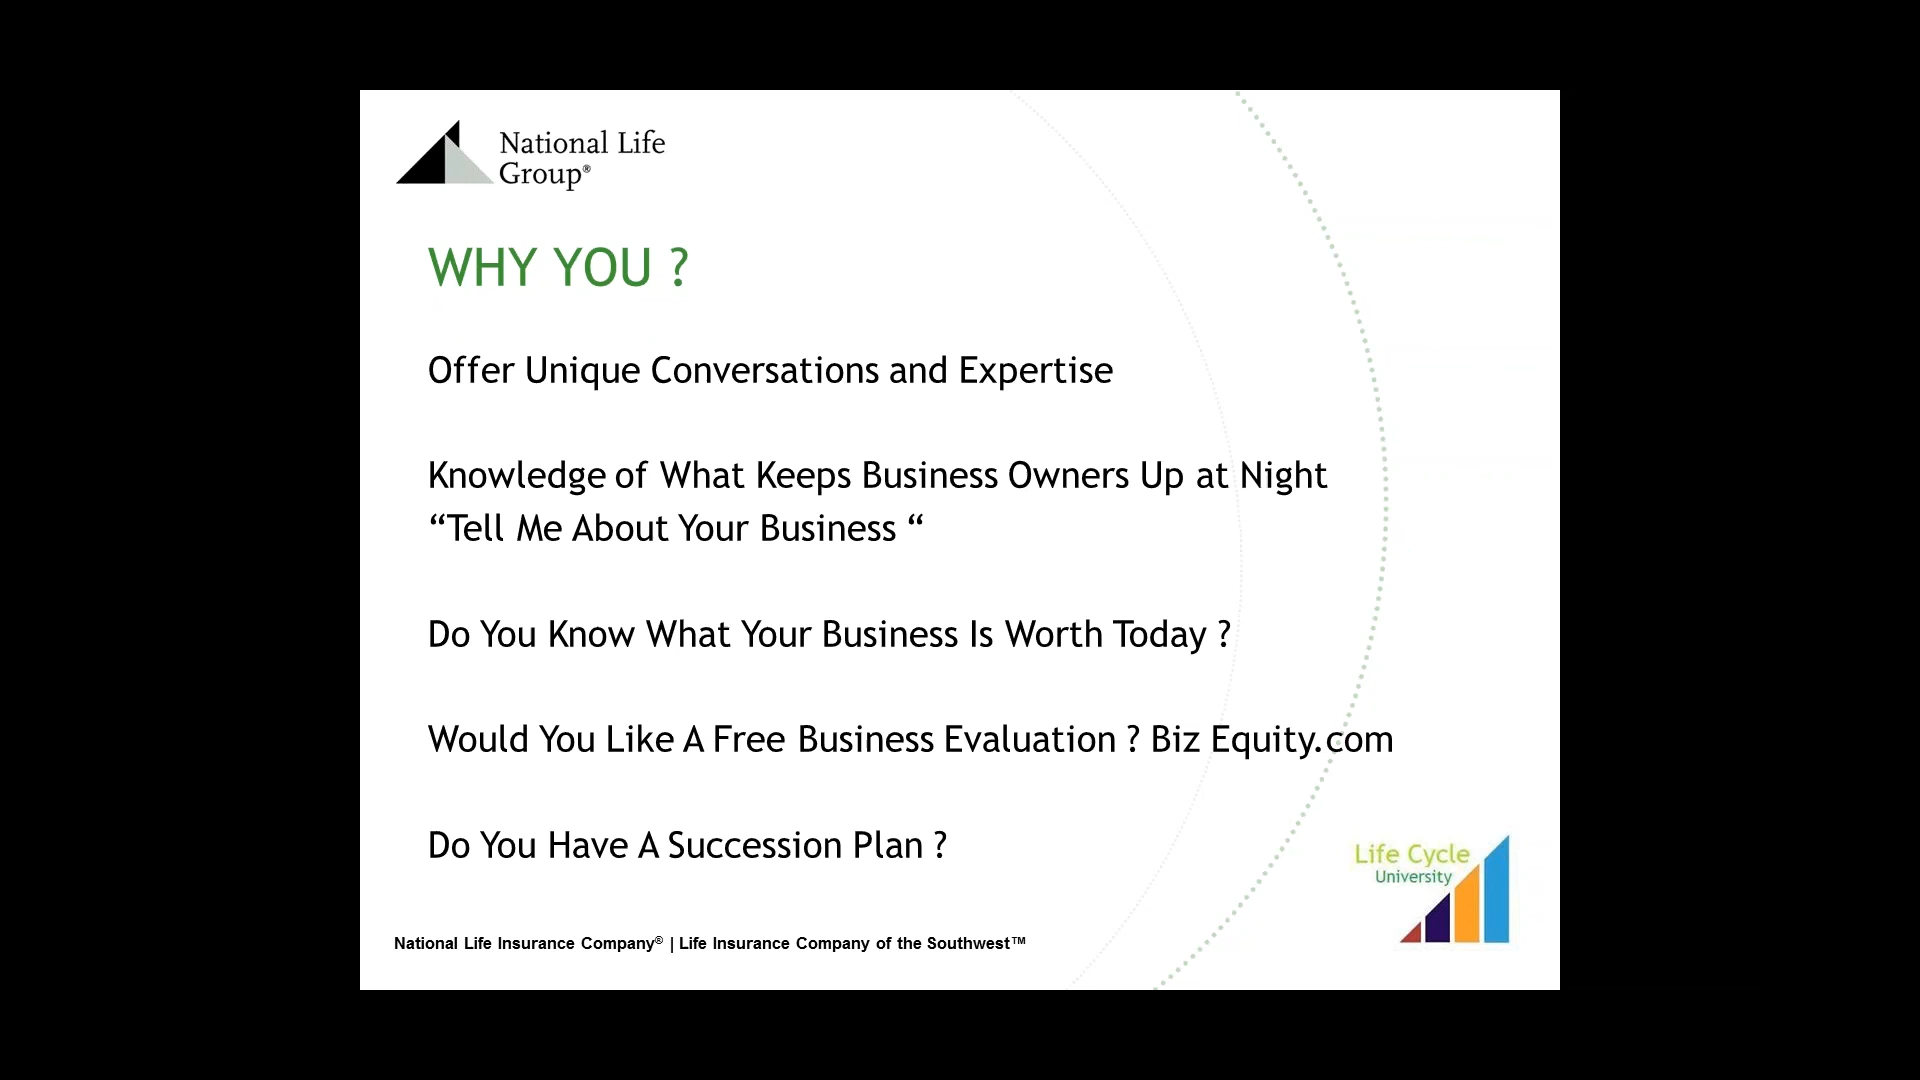 National Life
Group®
WHY YOU ?
Offer Unique Conversations and Expertise
Knowledge of What Keeps Business Owners Up at Night
“Tell Me About Your Business “
Do You Know What Your Business Is Worth Today ?
Would You Like A Free Business Evaluation ? Biz Equity.com
Do You Have A Succession Plan ?
Life Cycle
University
National Life Insurance Company® | Life Insurance Company of the Southwest™